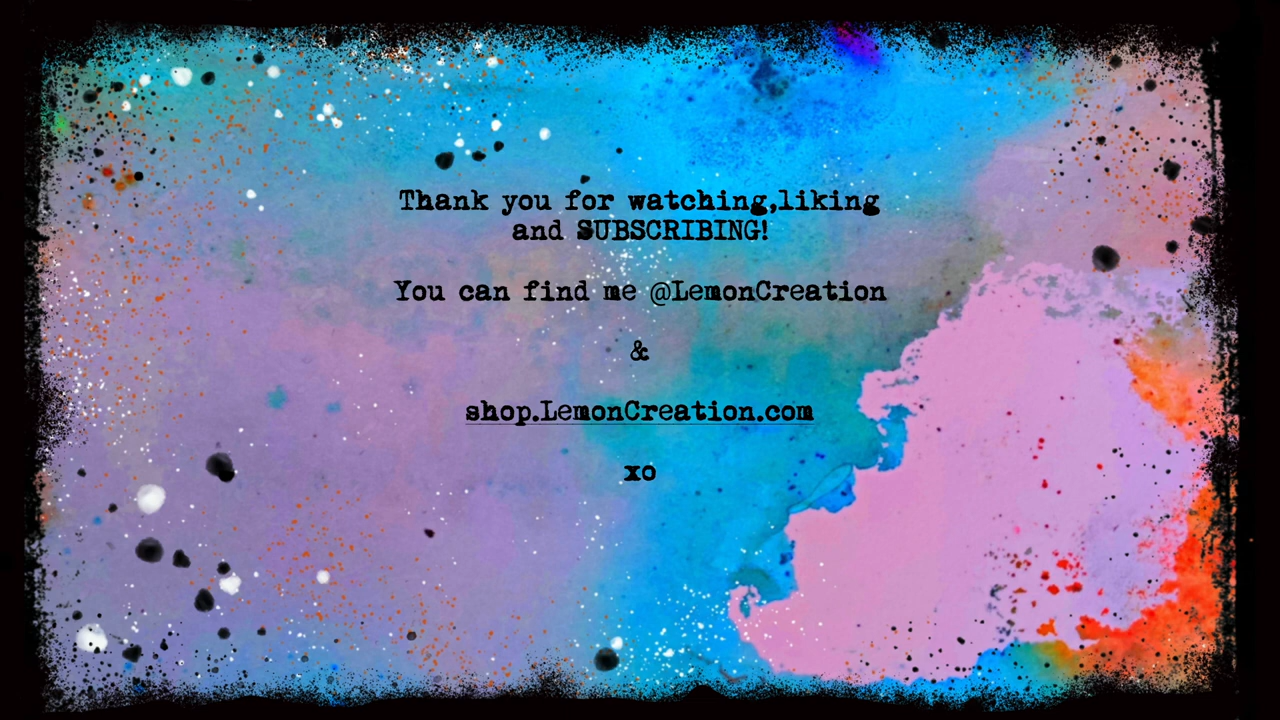 Thank you for watching,liking
and SUBSCRIBING!
You can find me @LemonCreation
&
shop.LemonCreation.com
xo